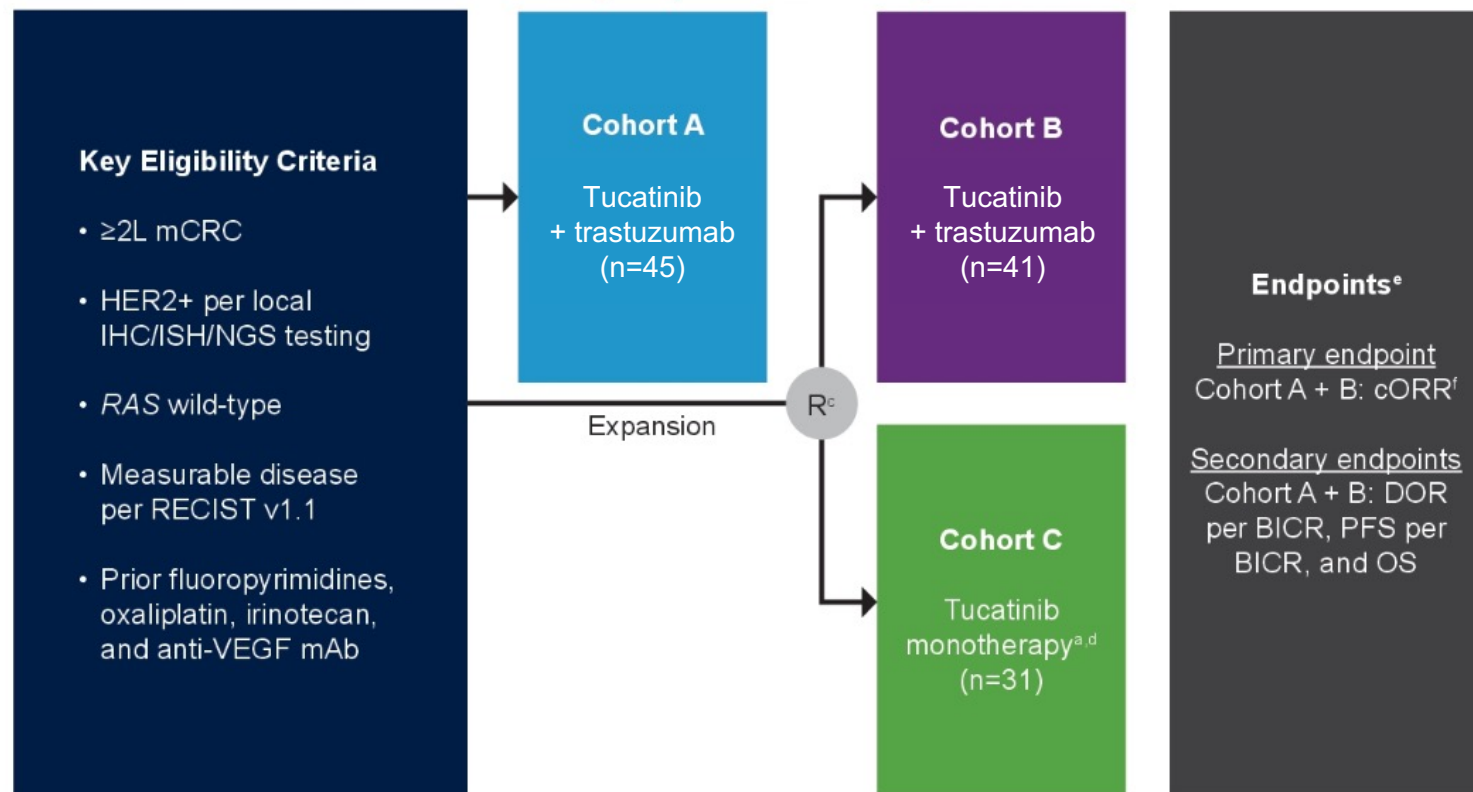 Key Eligibility Criteria
• ≥2L mCRC
• HER2+ per local
IHC/ISH/NGS testing
• RAS wild-type
• Measurable disease
per RECIST v1.1
• Prior fluoropyrimidines,
oxaliplatin, irinotecan,
and anti-VEGF mAb
Cohort A
Tucatinib
+ trastuzumab
(n=45)
Expansion
Rᶜ
Cohort B
Tucatinib
+ trastuzumab
(n=41)
Cohort C
Tucatinib
monotherapyᵃ,ᵈ
(n=31)
Endpointsᵉ
Primary endpoint
Cohort A + B: cORRᶠ
Secondary endpoints
Cohort A + B: DOR
per BICR, PFS per
BICR, and OS